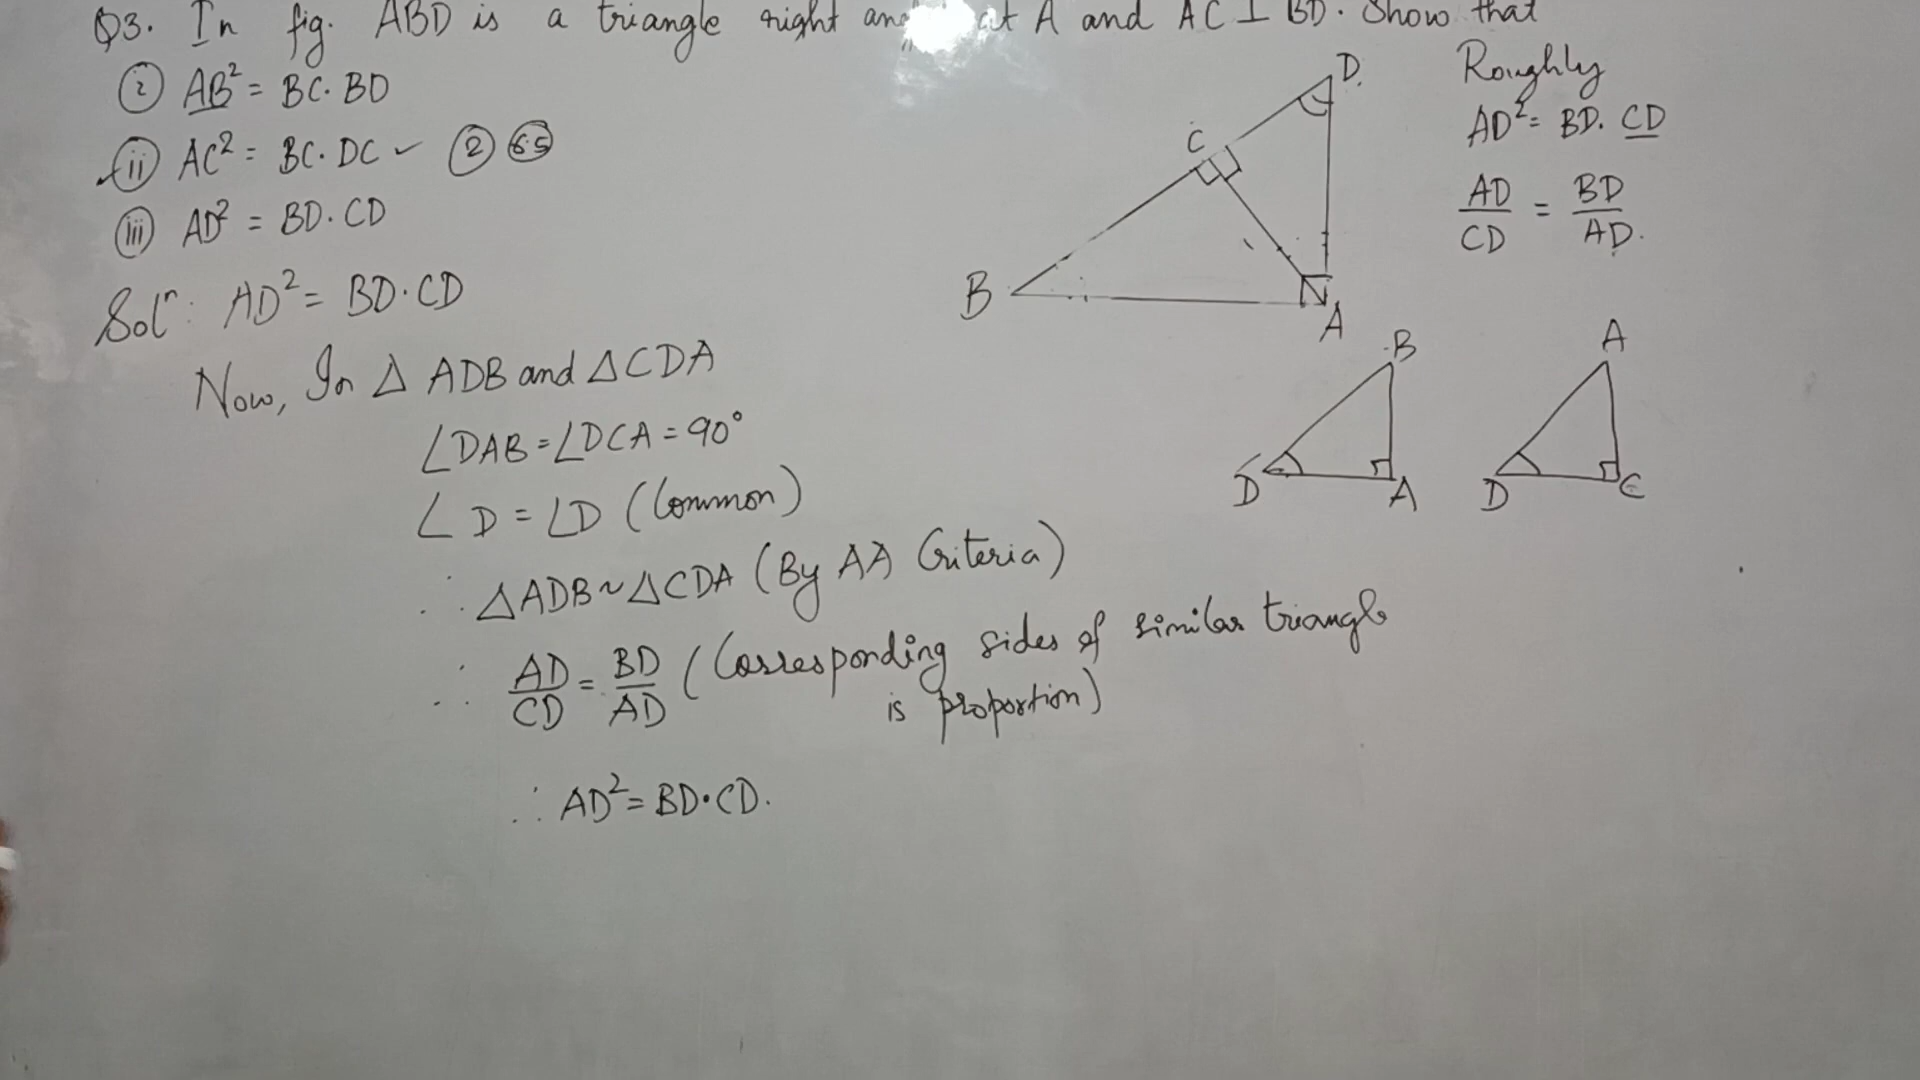 Q3. In fig. ABD is a triangle right at A and AC ⊥ BD. Show that
(i) AB² = BC·BD
(ii) AC² = BC·DC ✓ (2) (6.5)
(iii) AD² = BD·CD
Solⁿ: AD² = BD·CD
Now, In Δ ADB and ΔCDA
∠DAB = ∠DCA = 90°
∠D = ∠D (Common)
∴ ΔADB ~ ΔCDA (By AA Criteria)
∴ AD/CD = BD/AD (Corresponding sides of similar triangle
is proportion)
∴ AD² = BD·CD.
D
C
B
A
Roughly
AD² = BD. CD
AD/CD = BD/AD.
B
D
A
A
D
C